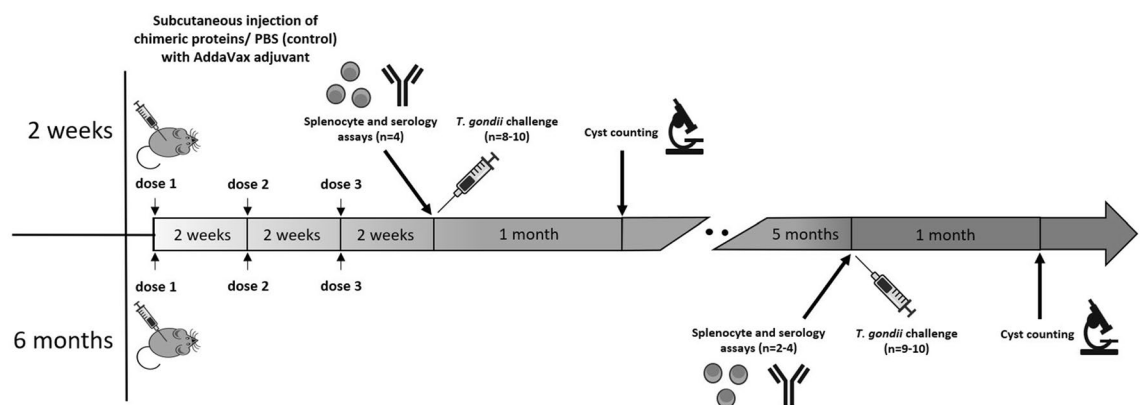 Subcutaneous injection of
chimeric proteins/ PBS (control)
with AddaVax adjuvant
2 weeks
Splenocyte and serology
assays (n=4)
T. gondii challenge
(n=8-10)
Cyst counting
dose 1
dose 2
dose 3
2 weeks
2 weeks
2 weeks
1 month
5 months
1 month
dose 1
dose 2
dose 3
6 months
Splenocyte and serology
assays (n=2-4)
T. gondii challenge
(n=9-10)
Cyst counting